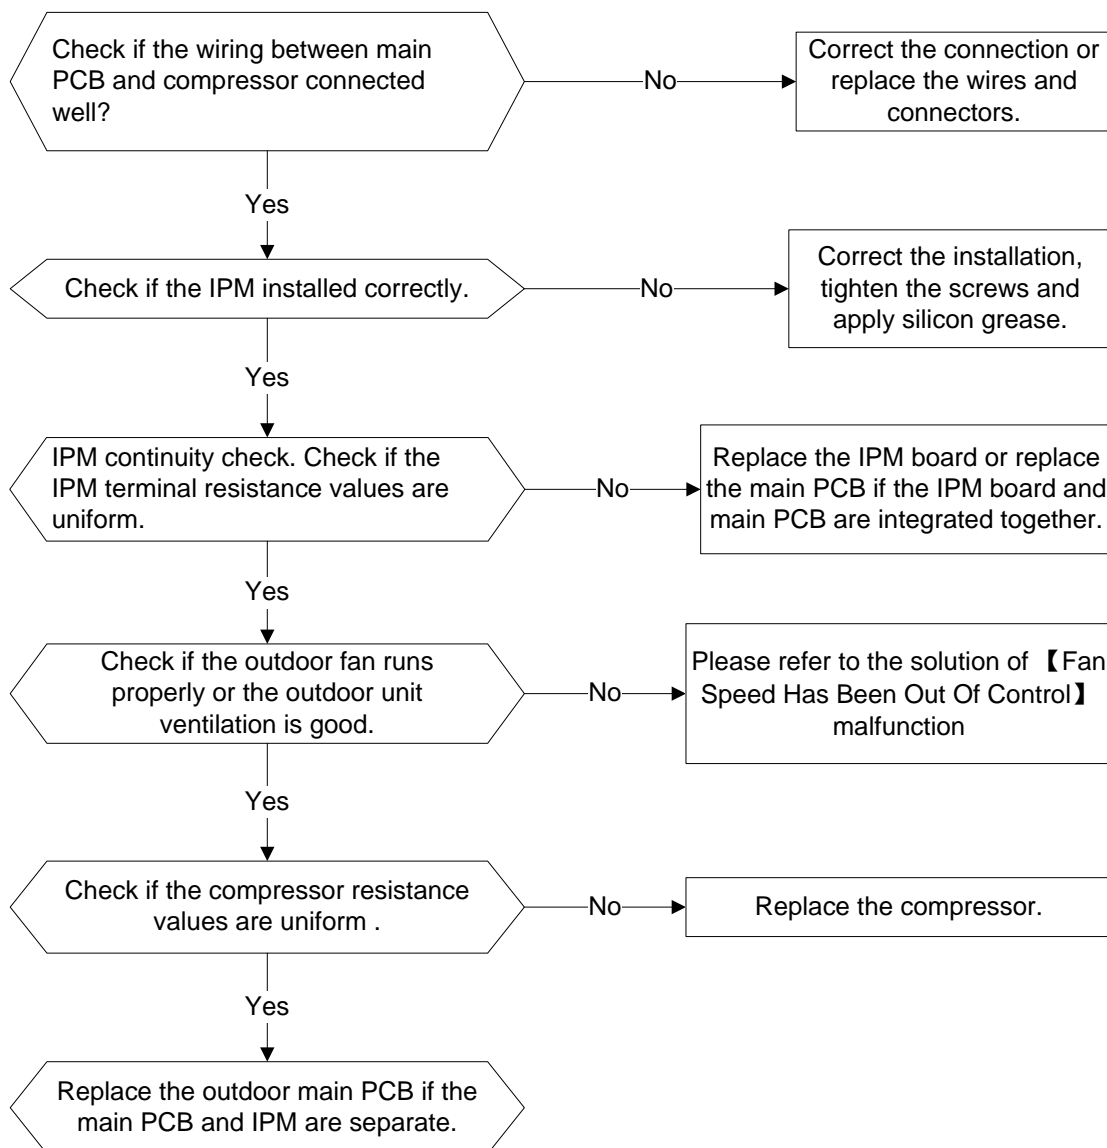 Check if the wiring between main
PCB and compressor connected
well?
No
Correct the connection or
replace the wires and
connectors.
Yes
Check if the IPM installed correctly.
No
Correct the installation,
tighten the screws and
apply silicon grease.
Yes
IPM continuity check. Check if the
IPM terminal resistance values are
uniform.
No
Replace the IPM board or replace
the main PCB if the IPM board and
main PCB are integrated together.
Yes
Check if the outdoor fan runs
properly or the outdoor unit
ventilation is good.
No
Please refer to the solution of 【Fan
Speed Has Been Out Of Control】
malfunction
Yes
Check if the compressor resistance
values are uniform .
No
Replace the compressor.
Yes
Replace the outdoor main PCB if the
main PCB and IPM are separate.